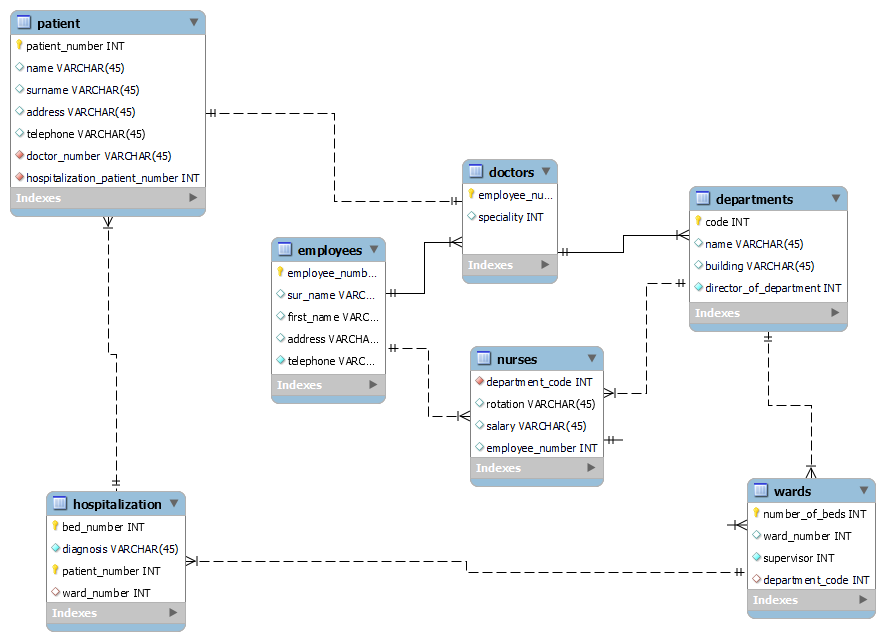 patient
patient_number INT
name VARCHAR(45)
surname VARCHAR(45)
address VARCHAR(45)
telephone VARCHAR(45)
doctor_number VARCHAR(45)
hospitalization_patient_number INT
Indexes
doctors
employee_nu...
speciality INT
Indexes
departments
code INT
name VARCHAR(45)
building VARCHAR(45)
director_of_department INT
Indexes
employees
employee_numb...
sur_name VARC...
first_name VARC...
address VARCHA...
telephone VARC...
Indexes
nurses
department_code INT
rotation VARCHAR(45)
salary VARCHAR(45)
employee_number INT
Indexes
hospitalization
bed_number INT
diagnosis VARCHAR(45)
patient_number INT
ward_number INT
Indexes
wards
number_of_beds INT
ward_number INT
supervisor INT
department_code INT
Indexes